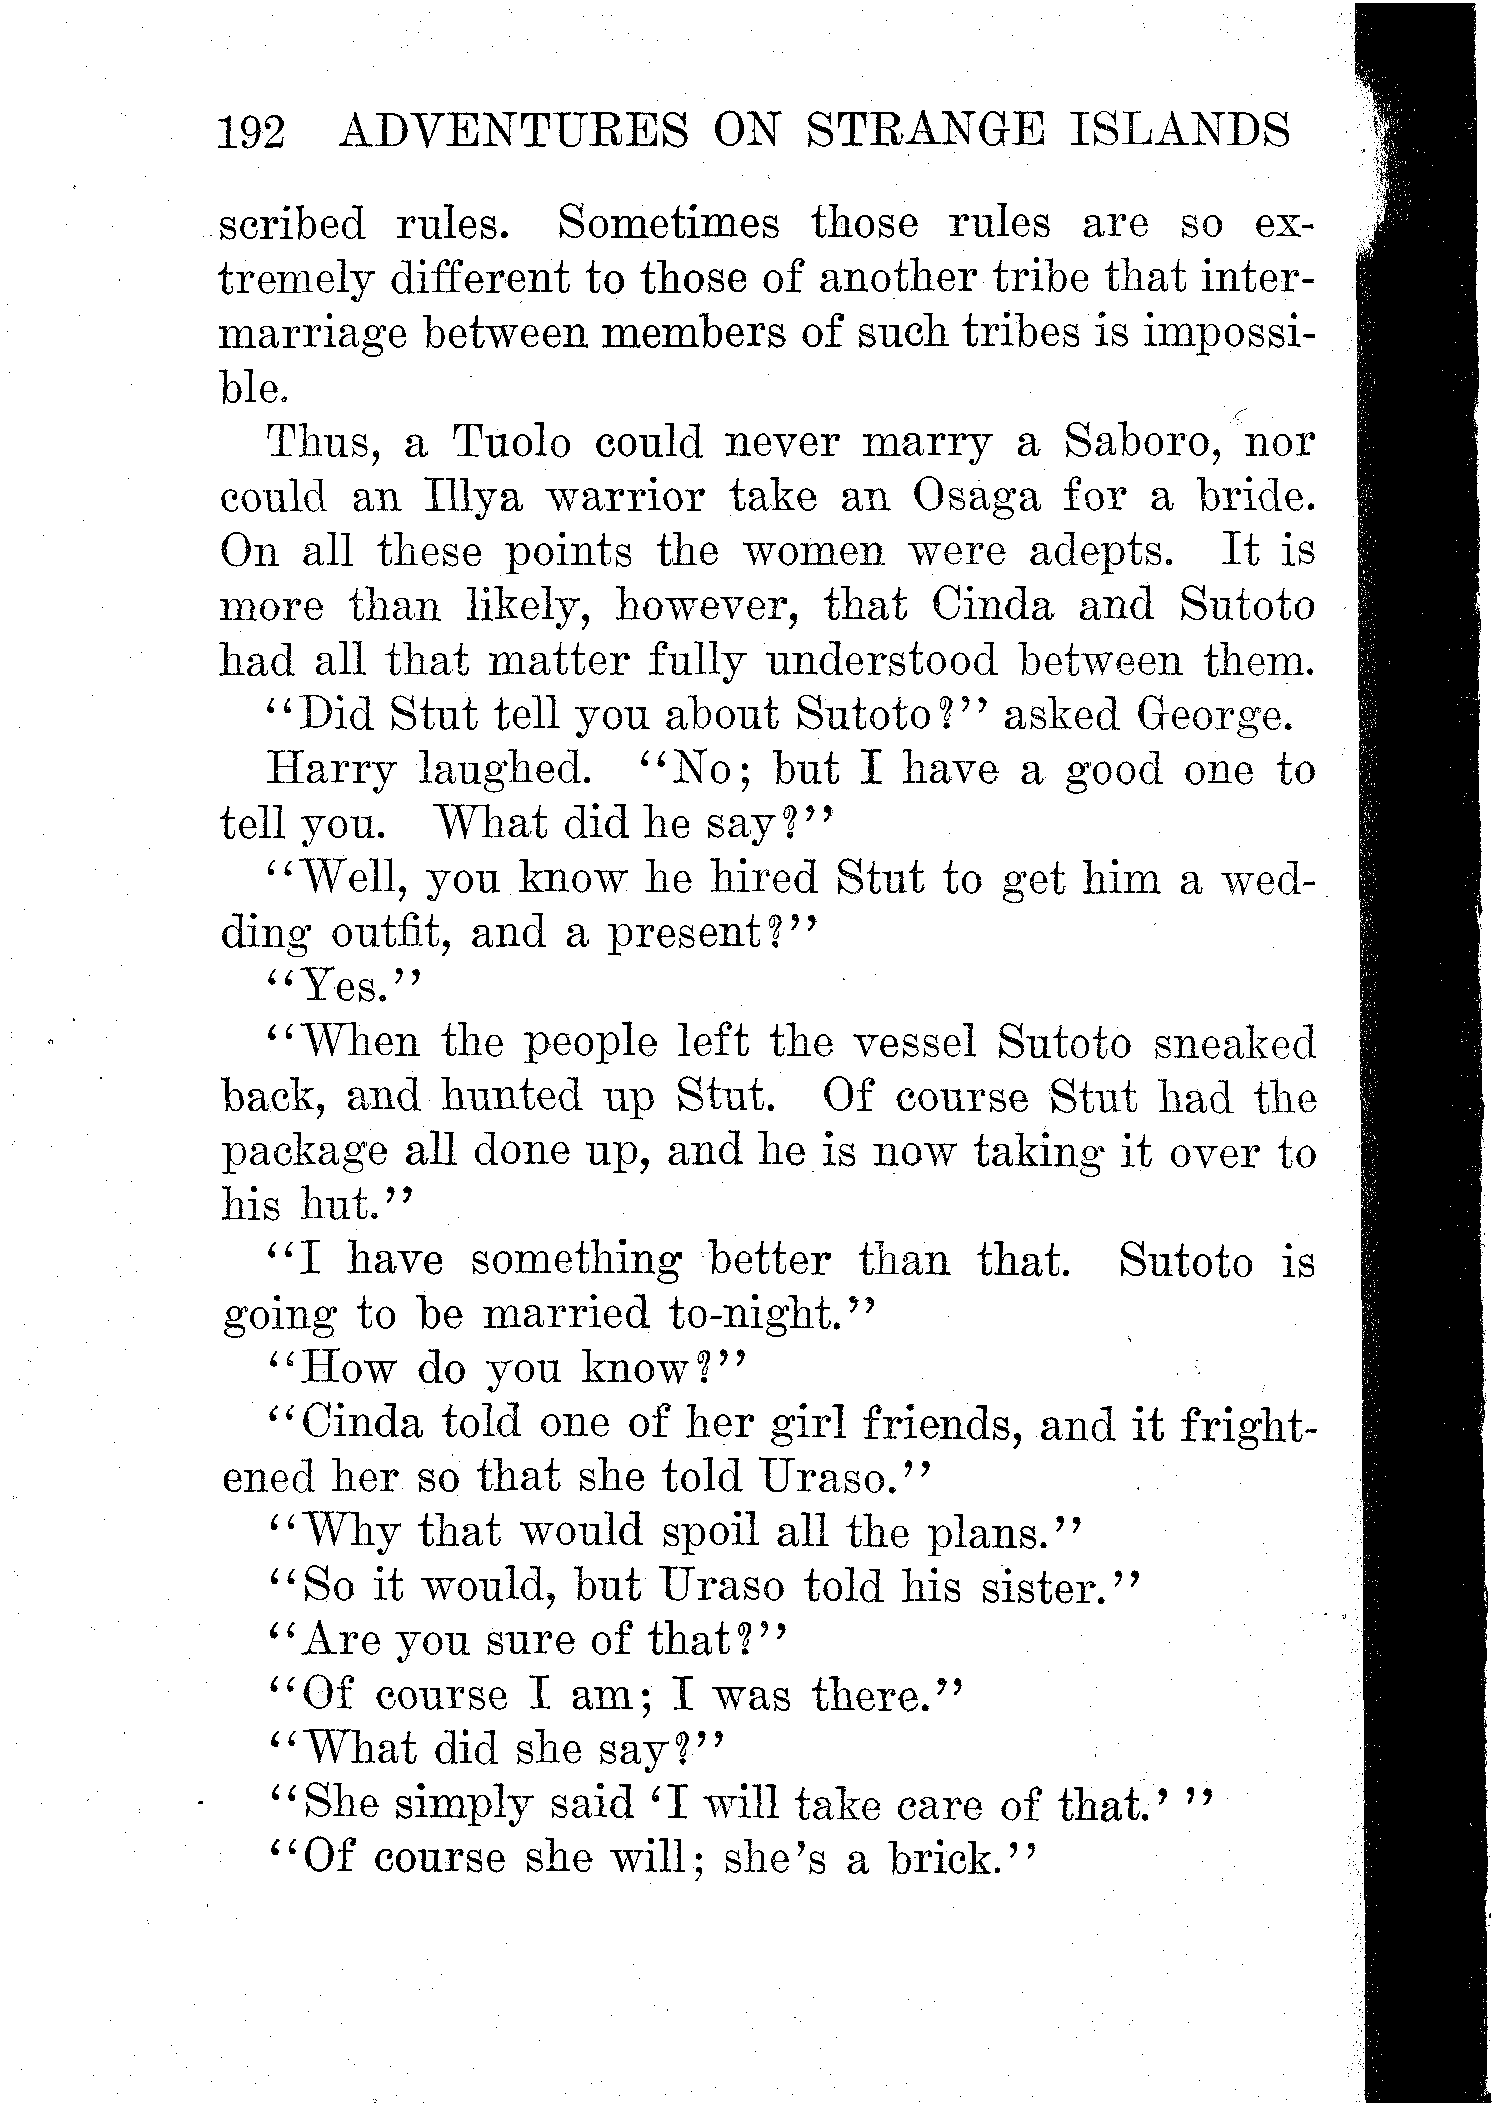 192 ADVENTURES ON STRANGE ISLANDS
scribed rules. Sometimes those rules are so ex-
tremely different to those of another tribe that inter-
marriage between members of such tribes is impossi-
ble.
Thus, a Tuolo could never marry a Saboro, nor
could an Illya warrior take an Osaga for a bride.
On all these points the women were adepts. It is
more than likely, however, that Cinda and Sutoto
had all that matter fully understood between them.
"Did Stut tell you about Sutoto?" asked George.
Harry laughed. "No; but I have a good one to
tell you. What did he say?"
"Well, you know he hired Stut to get him a wed-
ding outfit, and a present?"
"Yes."
"When the people left the vessel Sutoto sneaked
back, and hunted up Stut. Of course Stut had the
package all done up, and he is now taking it over to
his hut."
"I have something better than that. Sutoto is
going to be married to-night."
"How do you know?"
"Cinda told one of her girl friends, and it fright-
ened her so that she told Uraso."
"Why that would spoil all the plans."
"So it would, but Uraso told his sister."
"Are you sure of that?"
"Of course I am; I was there."
"What did she say?"
"She simply said 'I will take care of that.' "
"Of course she will; she's a brick."